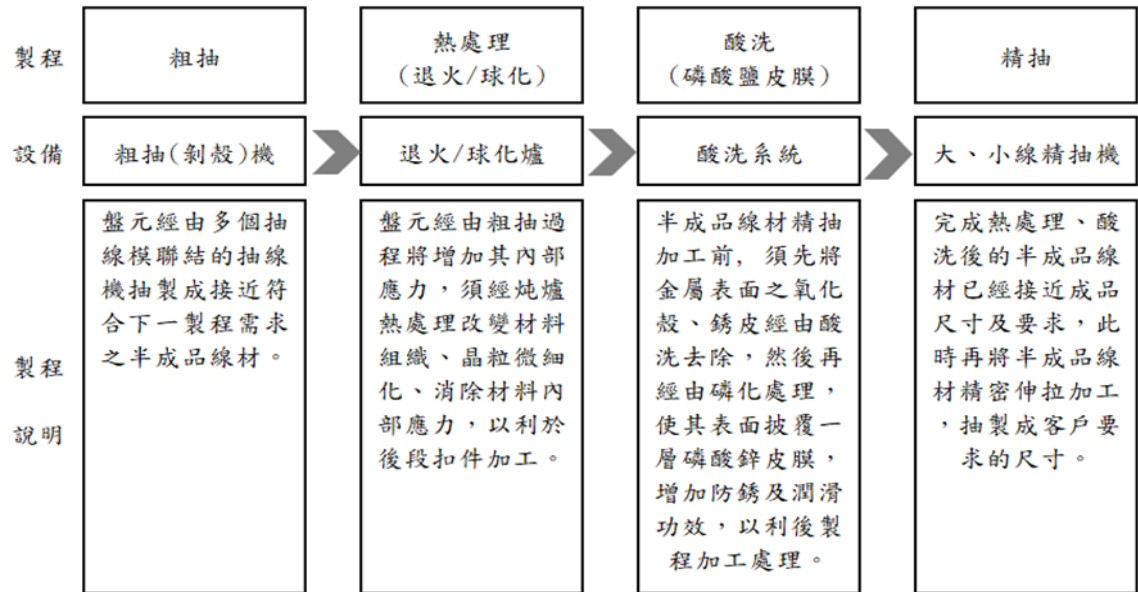 製程
粗抽
熱處理
(退火/球化)
酸洗
(磷酸鹽皮膜)
精抽
設備
粗抽(剝殼)機
退火/球化爐
酸洗系統
大、小線精抽機
製程
說明
盤元經由多個抽
線模聯結的抽線
機抽製成接近符
合下一製程需求
之半成品線材。
盤元經由粗抽過
程將增加其內部
應力，須經炖爐
熱處理改變材料
組織、晶粒微細
化、消除材料內
部應力，以利於
後段扣件加工。
半成品線材精抽
加工前，須先將
金屬表面之氧化
殼、銹皮經由酸
洗去除，然後再
經由磷化處理，
使其表面披覆一
層磷酸鋅皮膜，
增加防銹及潤滑
功效，以利後製
程加工處理。
完成熱處理、酸
洗後的半成品線
材已經接近成品
尺寸及要求，此
時再將半成品線
材精密伸拉加工
，抽製成客戶要
求的尺寸。